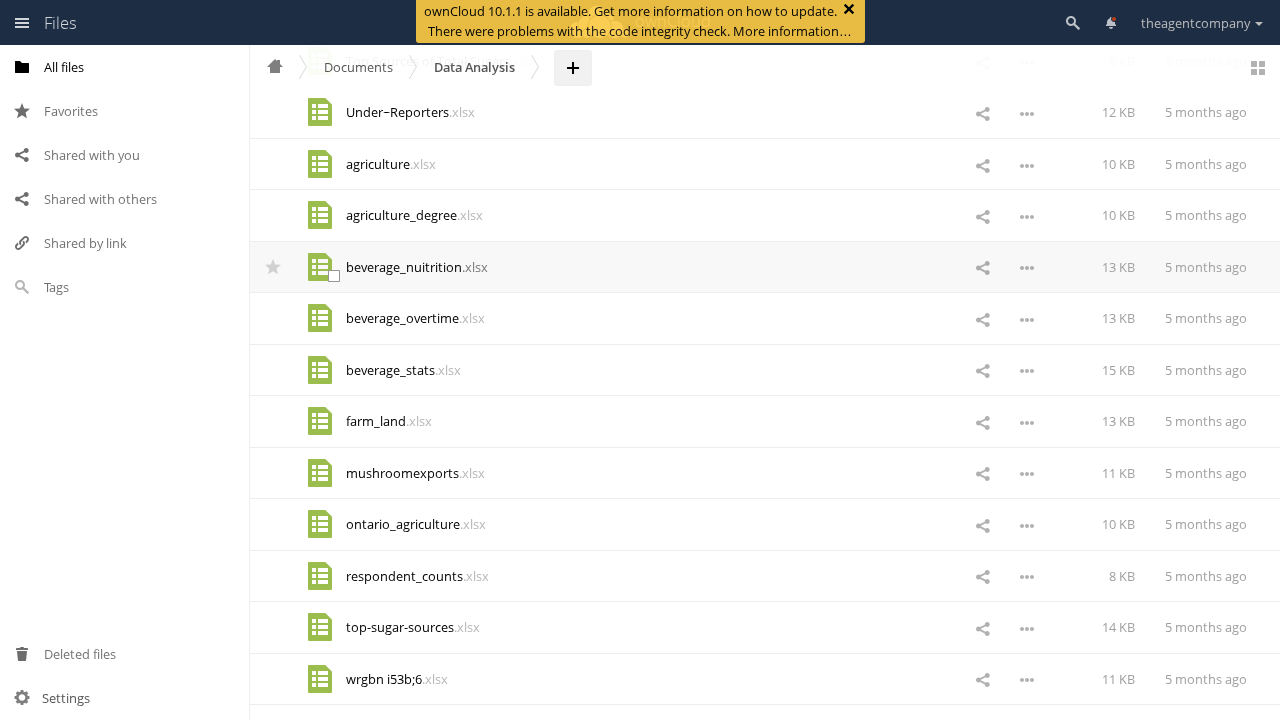 Files
ownCloud 10.1.1 is available. Get more information on how to update.
There were problems with the code integrity check. More information…
theagentcompany
All files
Favorites
Shared with you
Shared with others
Shared by link
Tags
Deleted files
Settings
Documents
Data Analysis
Under–Reporters.xlsx 12 KB 5 months ago
agriculture.xlsx 10 KB 5 months ago
agriculture_degree.xlsx 10 KB 5 months ago
beverage_nuitrition.xlsx 13 KB 5 months ago
beverage_overtime.xlsx 13 KB 5 months ago
beverage_stats.xlsx 15 KB 5 months ago
farm_land.xlsx 13 KB 5 months ago
mushroomexports.xlsx 11 KB 5 months ago
ontario_agriculture.xlsx 10 KB 5 months ago
respondent_counts.xlsx 8 KB 5 months ago
top-sugar-sources.xlsx 14 KB 5 months ago
wrgbn i53b;6.xlsx 11 KB 5 months ago